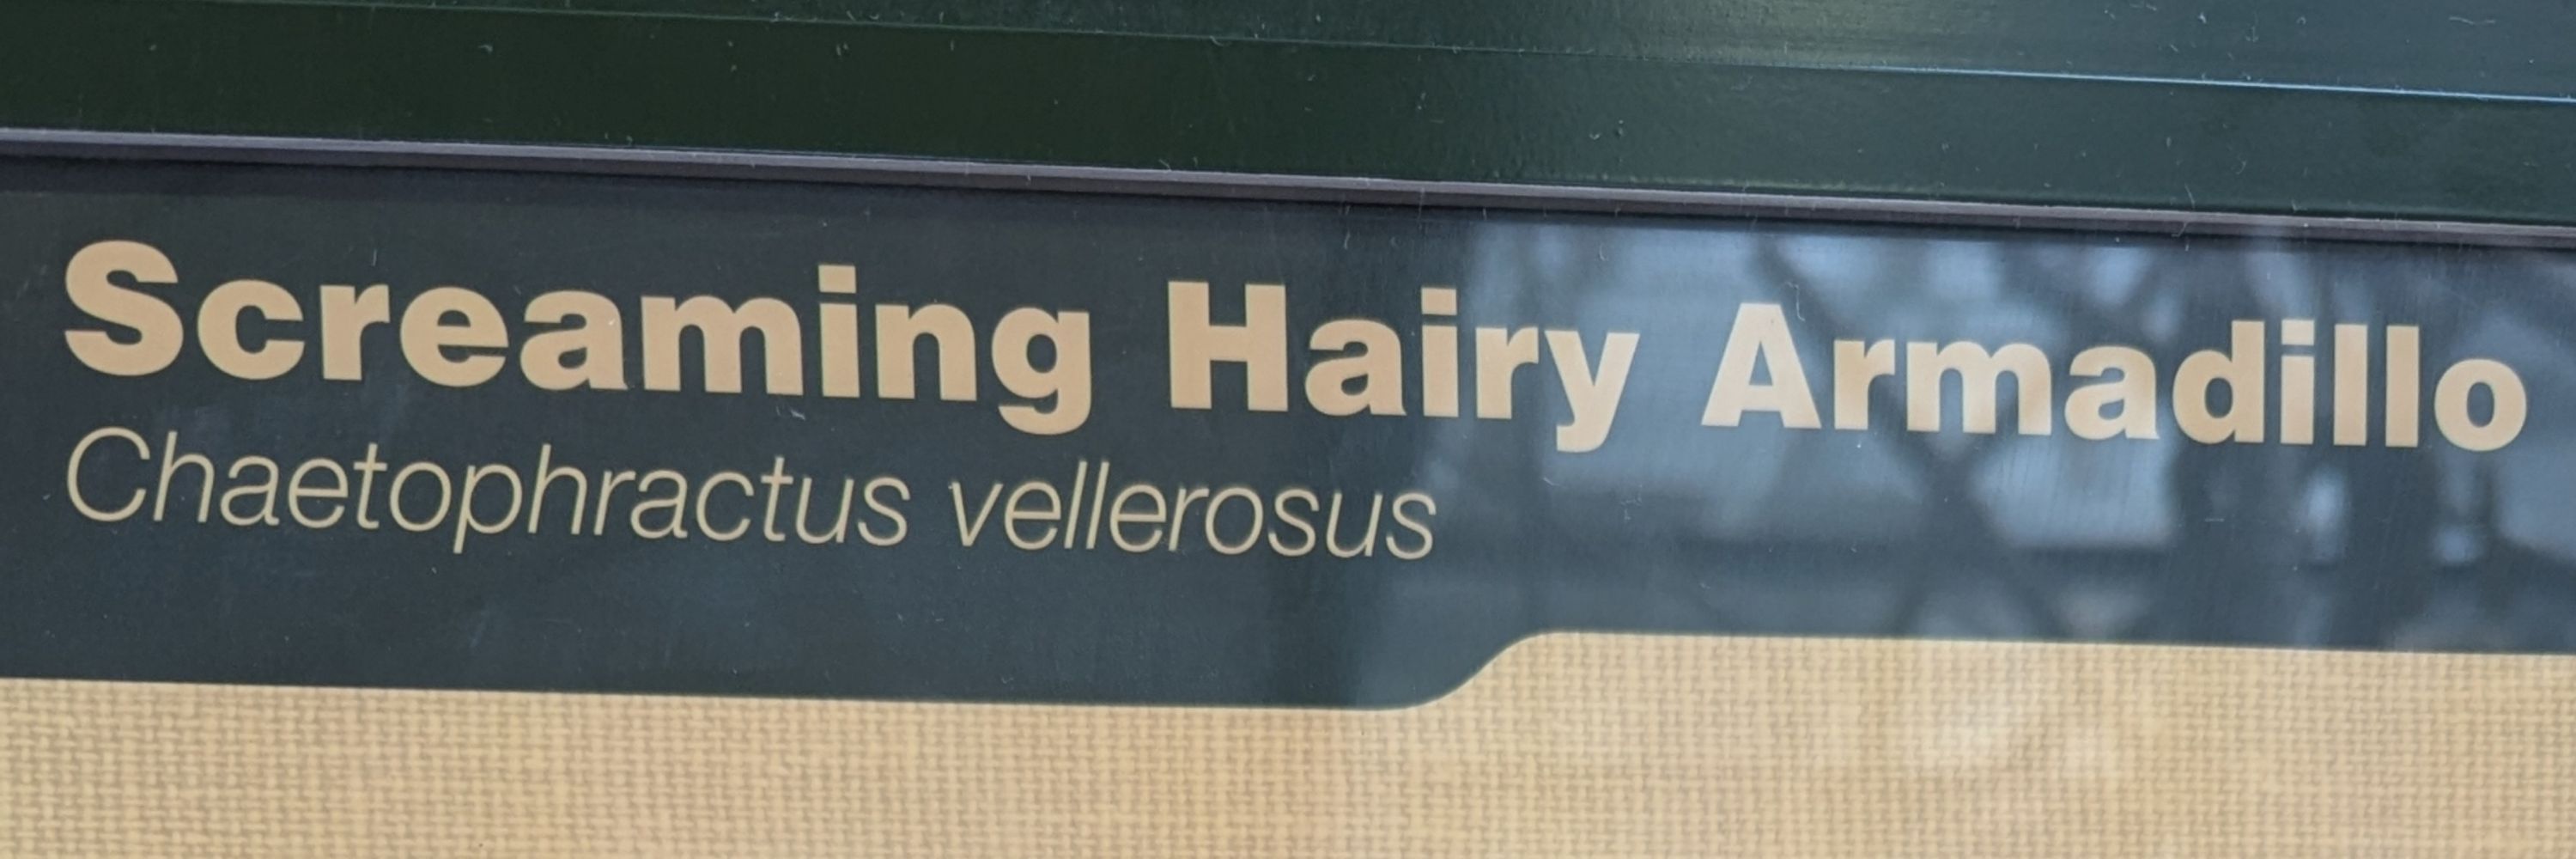 Screaming Hairy Armadillo
Chaetophractus vellerosus